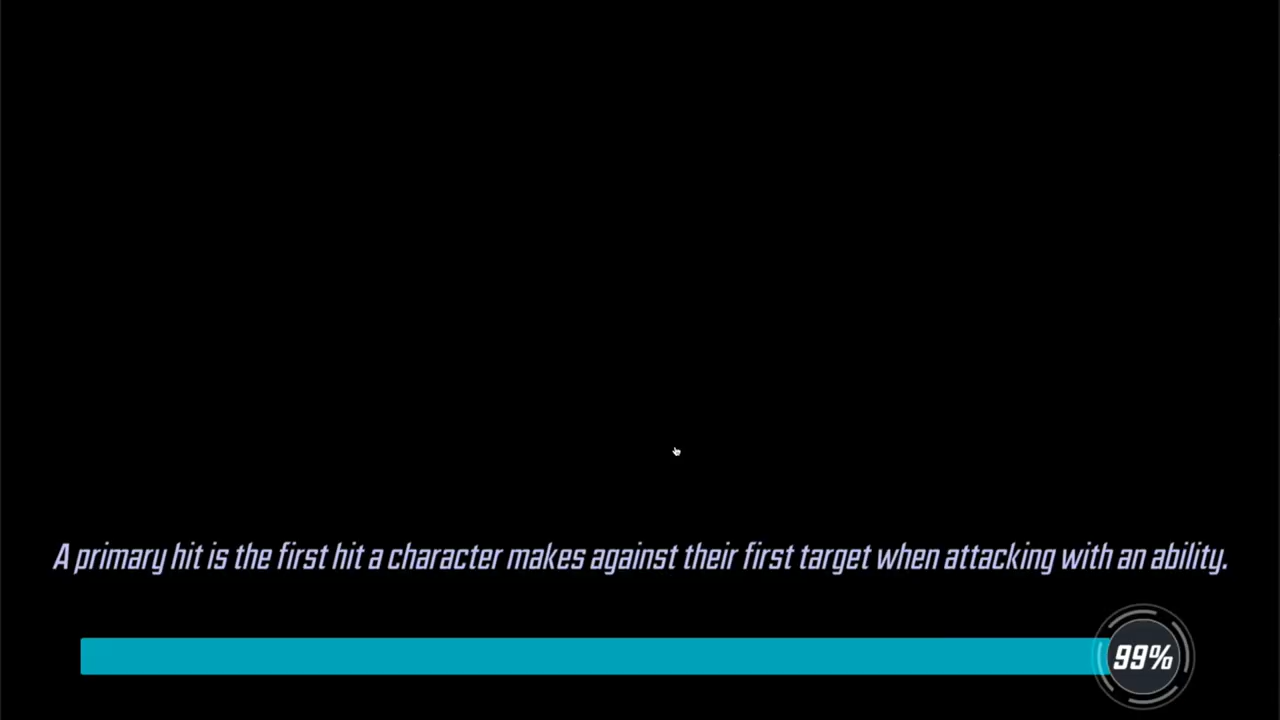 A primary hit is the first hit a character makes against their first target when attacking with an ability.
99%